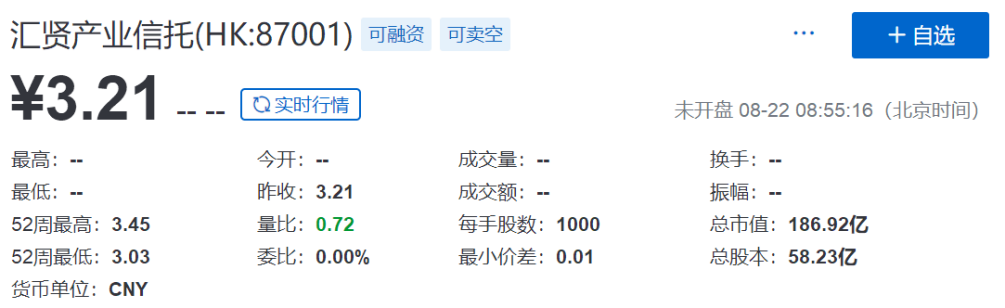 汇贤产业信托(HK:87001) 可融资 可卖空 ... + 自选
¥3.21 -- -- 实时行情 未开盘 08-22 08:55:16（北京时间）
最高：-- 今开：-- 成交量：-- 换手：--
最低：-- 昨收：3.21 成交额：-- 振幅：--
52周最高：3.45 量比：0.72 每手股数：1000 总市值：186.92亿
52周最低：3.03 委比：0.00% 最小价差：0.01 总股本：58.23亿
货币单位：CNY